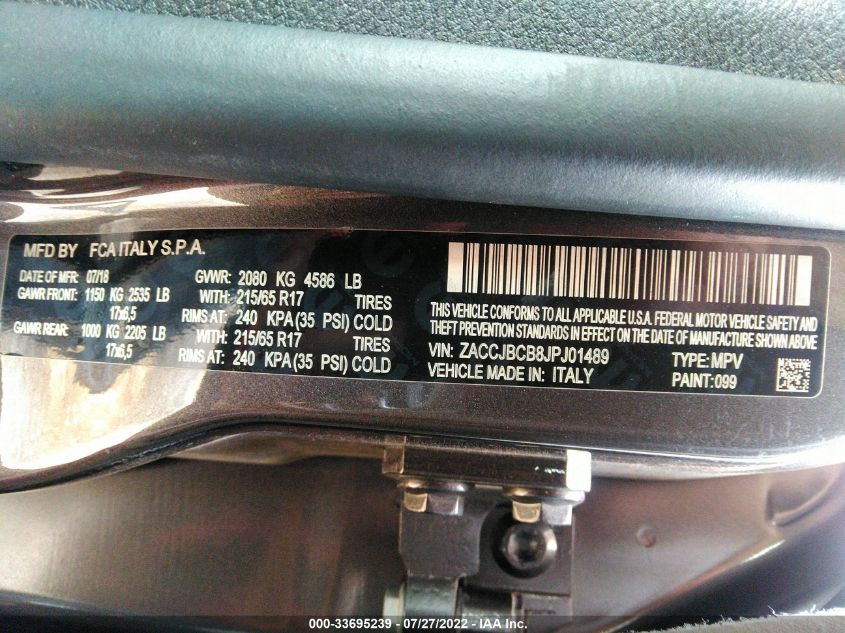 MFD BY FCA ITALY S.P.A.
DATE OF MFR: 07/18 GVWR: 2080 KG 4586 LB
GAWR FRONT: 1150 KG 2535 LB WITH: 215/65 R17 TIRES
17x6,5 RIMS AT: 240 KPA (35 PSI) COLD
GAWR REAR: 1000 KG 2205 LB WITH: 215/65 R17 TIRES
17x6,5 RIMS AT: 240 KPA (35 PSI) COLD
THIS VEHICLE CONFORMS TO ALL APPLICABLE U.S.A. FEDERAL MOTOR VEHICLE SAFETY AND
THEFT PREVENTION STANDARDS IN EFFECT ON THE DATE OF MANUFACTURE SHOWN ABOVE.
VIN: ZACCJBCB8JPJ01489 TYPE: MPV
VEHICLE MADE IN: ITALY PAINT: 099
000-33695239 / 07/27/2022 - IAA Inc.